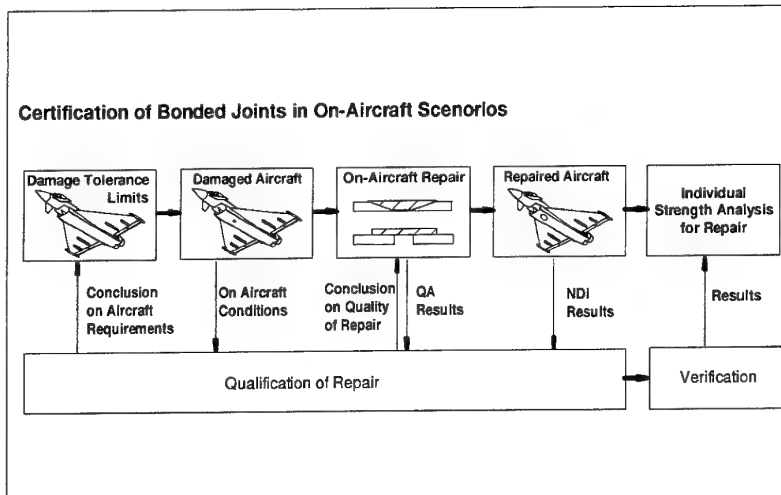 Certification of Bonded Joints in On-Aircraft Scenorios
Damage Tolerance
Limits
Damaged Aircraft
On-Aircraft Repair
Repaired Aircraft
Individual
Strength Analysis
for Repair
Conclusion
on Aircraft
Requirements
On Aircraft
Conditions
Conclusion
on Quality
of Repair
QA
Results
NDI
Results
Results
Qualification of Repair
Verification